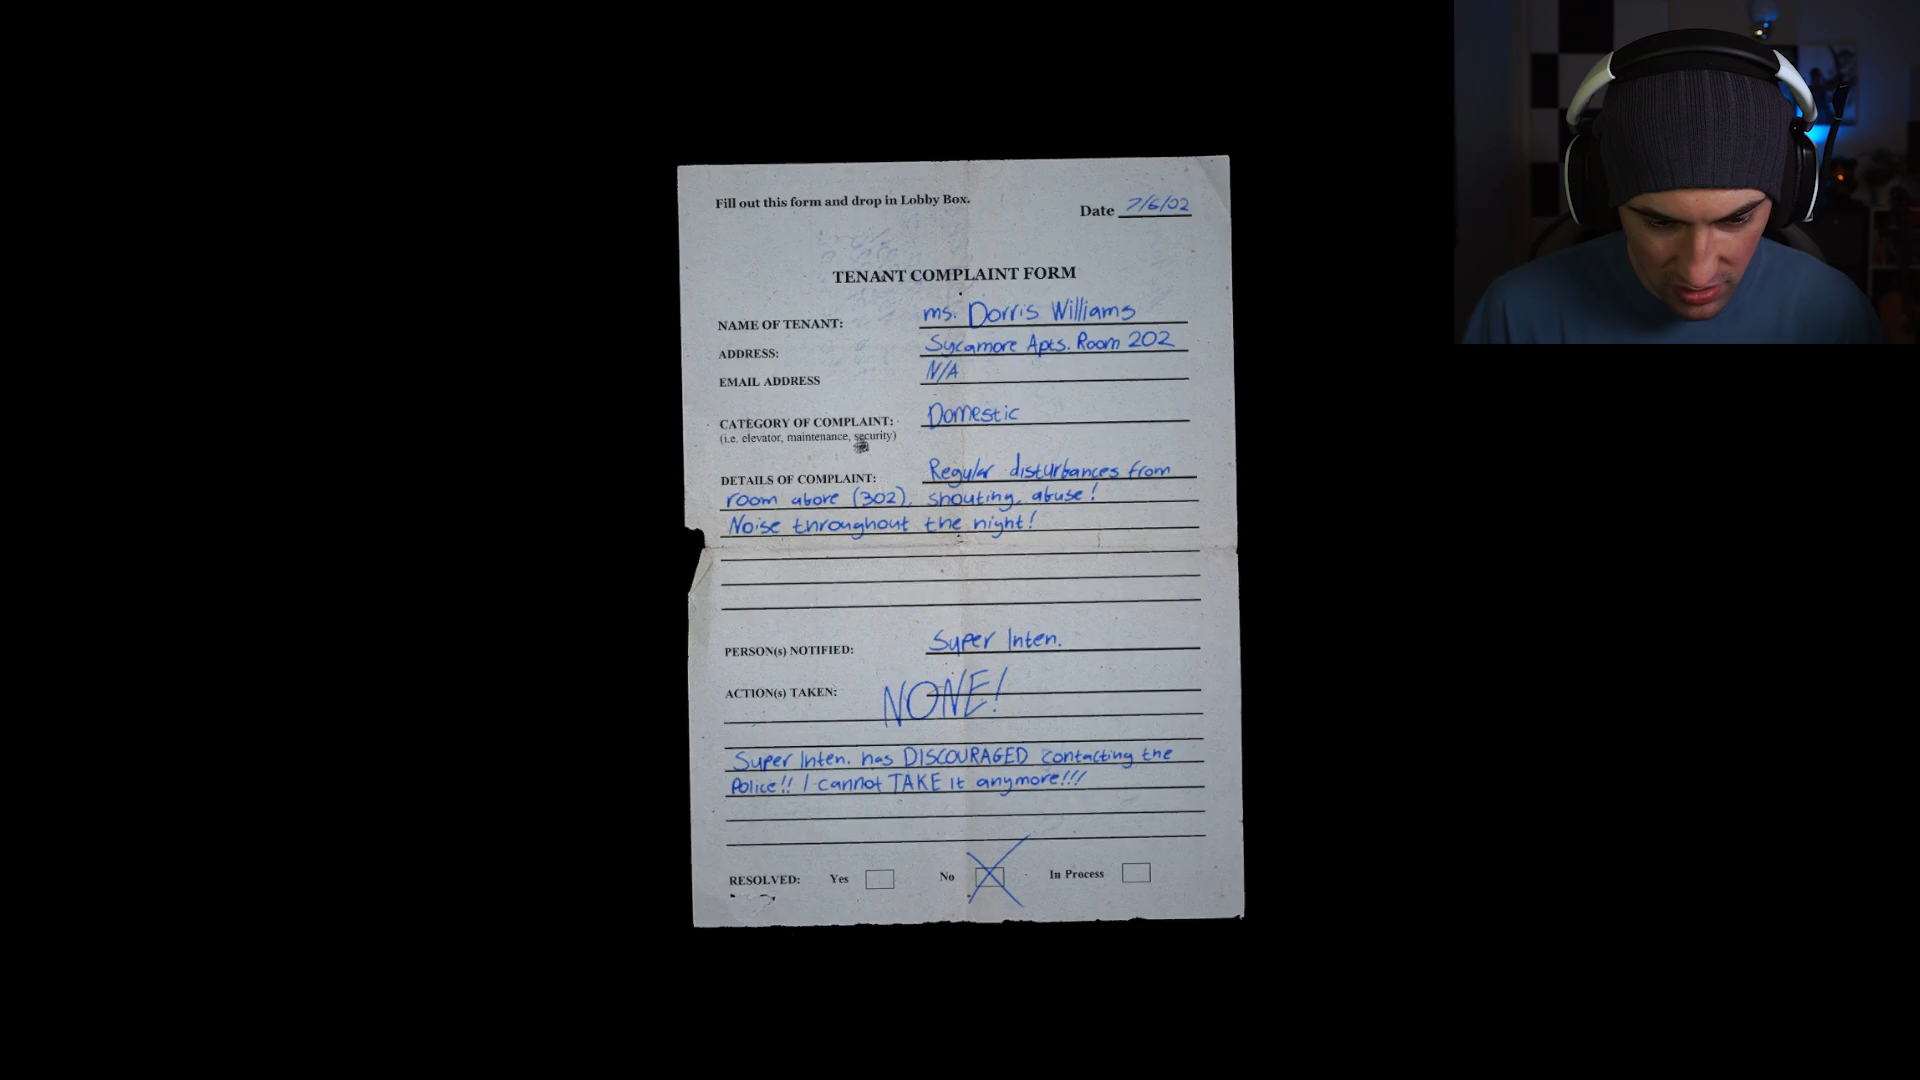 Fill out this form and drop in Lobby Box.
Date 7/6/02
TENANT COMPLAINT FORM
NAME OF TENANT: ms. Dorris Williams
ADDRESS: Sycamore Apts. Room 202
EMAIL ADDRESS N/A
CATEGORY OF COMPLAINT: Domestic
(i.e. elevator, maintenance, security)
DETAILS OF COMPLAINT: Regular disturbances from
room above (302), shouting, abuse!
Noise throughout the night!
PERSON(s) NOTIFIED: Super Inten.
ACTION(s) TAKEN: NONE!
Super Inten. has DISCOURAGED contacting the
Police!! I cannot TAKE it anymore!!!
RESOLVED: Yes No In Process